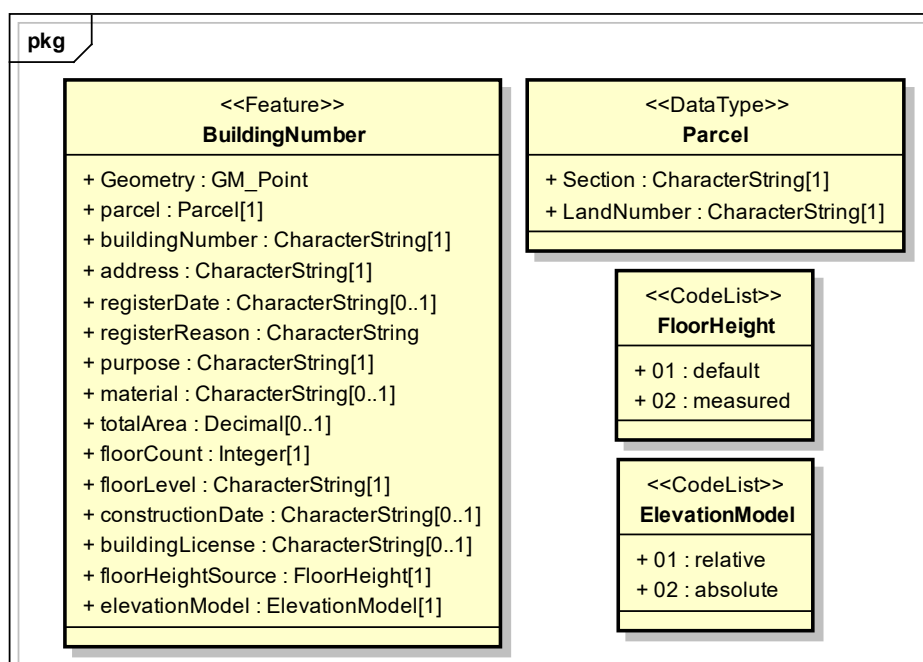 pkg
<<Feature>>
BuildingNumber
+ Geometry : GM_Point
+ parcel : Parcel[1]
+ buildingNumber : CharacterString[1]
+ address : CharacterString[1]
+ registerDate : CharacterString[0..1]
+ registerReason : CharacterString
+ purpose : CharacterString[1]
+ material : CharacterString[0..1]
+ totalArea : Decimal[0..1]
+ floorCount : Integer[1]
+ floorLevel : CharacterString[1]
+ constructionDate : CharacterString[0..1]
+ buildingLicense : CharacterString[0..1]
+ floorHeightSource : FloorHeight[1]
+ elevationModel : ElevationModel[1]
<<DataType>>
Parcel
+ Section : CharacterString[1]
+ LandNumber : CharacterString[1]
<<CodeList>>
FloorHeight
+ 01 : default
+ 02 : measured
<<CodeList>>
ElevationModel
+ 01 : relative
+ 02 : absolute